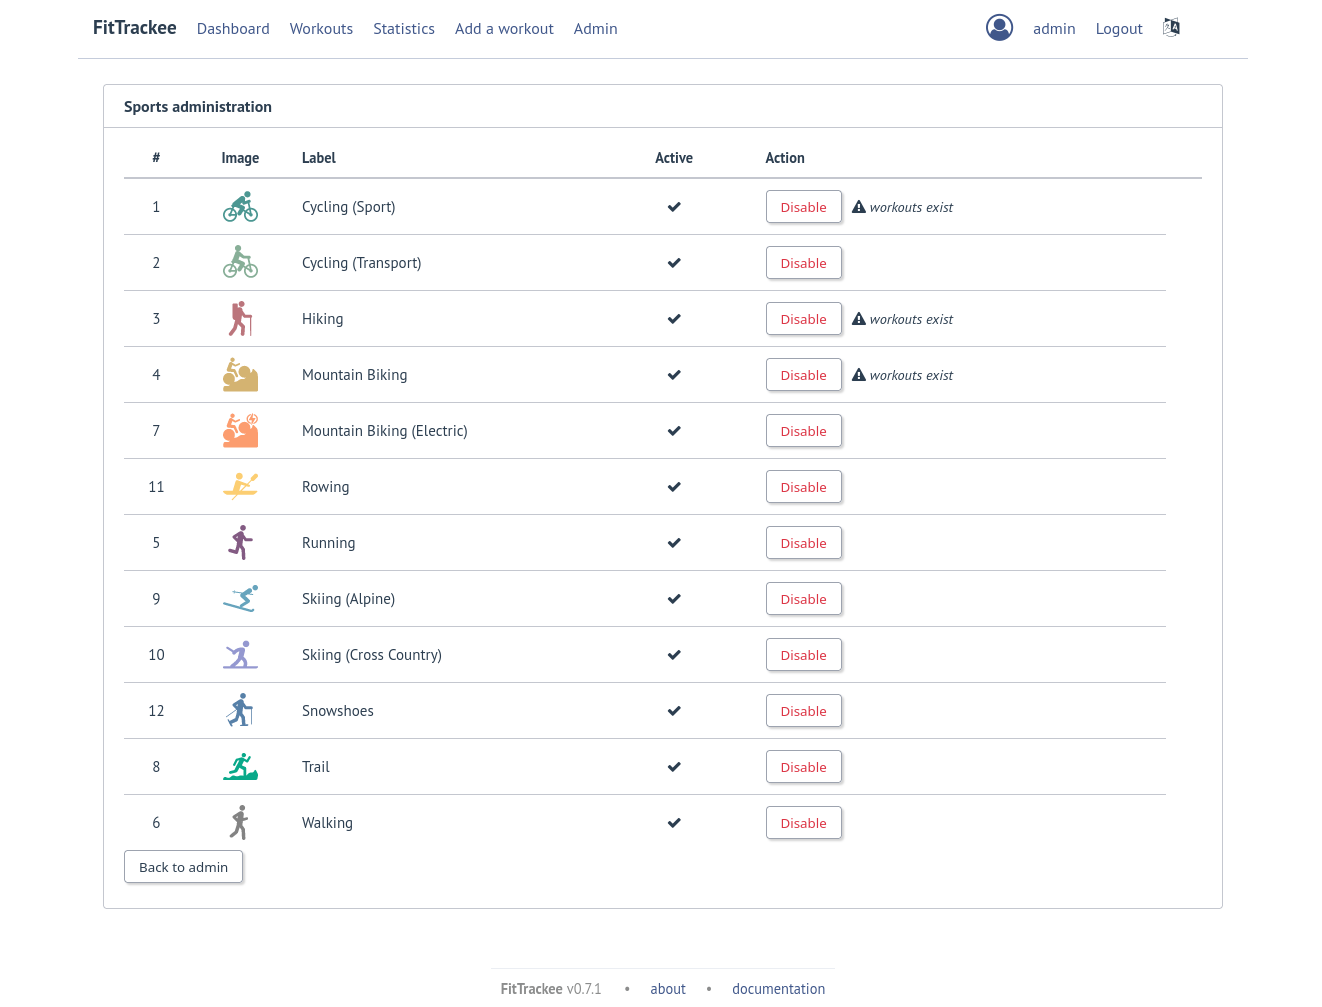 FitTrackee Dashboard Workouts Statistics Add a workout Admin admin Logout
Sports administration
# Image Label Active Action
1 Cycling (Sport) Disable workouts exist
2 Cycling (Transport) Disable
3 Hiking Disable workouts exist
4 Mountain Biking Disable workouts exist
7 Mountain Biking (Electric) Disable
11 Rowing Disable
5 Running Disable
9 Skiing (Alpine) Disable
10 Skiing (Cross Country) Disable
12 Snowshoes Disable
8 Trail Disable
6 Walking Disable
Back to admin
FitTrackee v0.7.1 • about • documentation